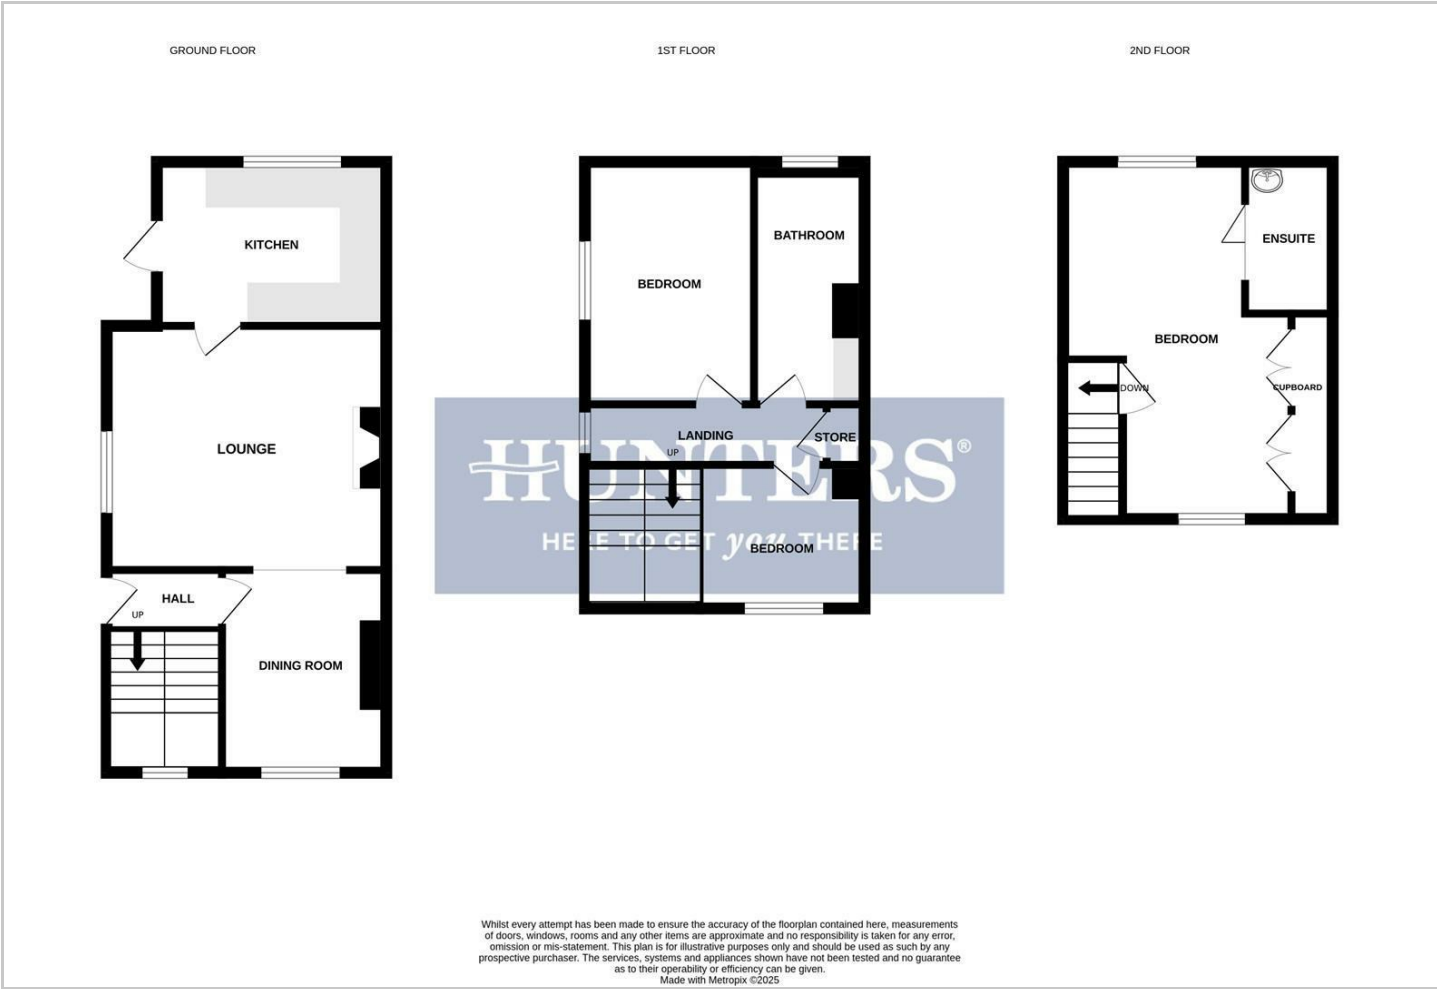 GROUND FLOOR
1ST FLOOR
2ND FLOOR
KITCHEN
LOUNGE
HALL
UP
DINING ROOM
BEDROOM
BATHROOM
LANDING
UP
STORE
BEDROOM
HUNTERS®
HERE TO GET you THERE
ENSUITE
BEDROOM
DOWN
CUPBOARD
Whilst every attempt has been made to ensure the accuracy of the floorplan contained here, measurements
of doors, windows, rooms and any other items are approximate and no responsibility is taken for any error,
omission or mis-statement. This plan is for illustrative purposes only and should be used as such by any
prospective purchaser. The services, systems and appliances shown have not been tested and no guarantee
as to their operability or efficiency can be given.
Made with Metropix ©2025